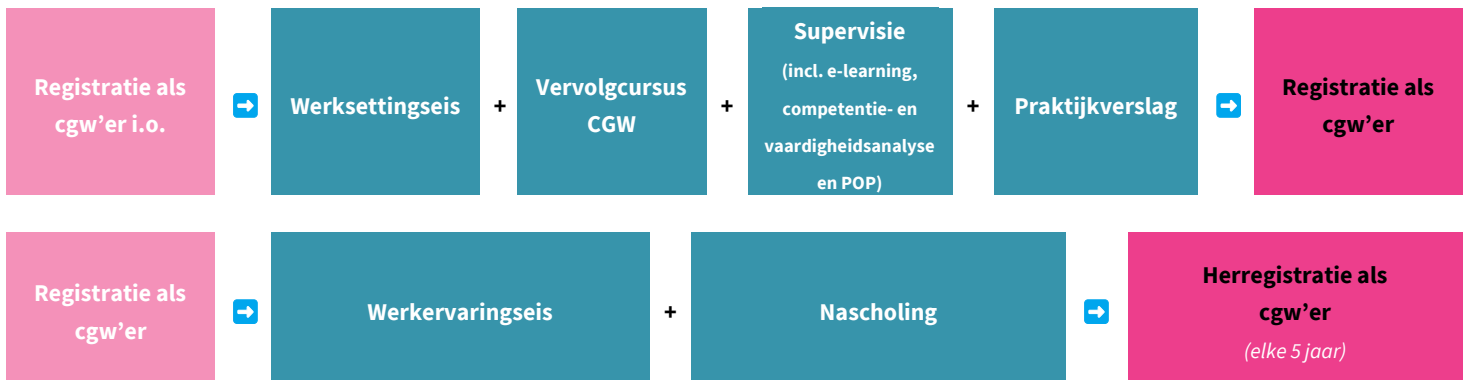 Registratie als
cgw’er i.o.
➡
Werksettingseis
+
Vervolgcursus
CGW
+
Supervisie
(incl. e-learning,
competentie- en
vaardigheidsanalyse
en POP)
+
Praktijkverslag
➡
Registratie als
cgw’er
Registratie als
cgw’er
➡
Werkervaringseis
+
Nascholing
➡
Herregistratie als
cgw’er
(elke 5 jaar)